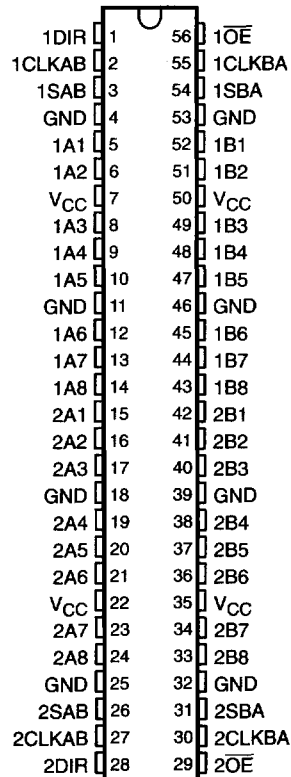 1DIR 1 56 1O̅E̅
1CLKAB 2 55 1CLKBA
1SAB 3 54 1SBA
GND 4 53 GND
1A1 5 52 1B1
1A2 6 51 1B2
VCC 7 50 VCC
1A3 8 49 1B3
1A4 9 48 1B4
1A5 10 47 1B5
GND 11 46 GND
1A6 12 45 1B6
1A7 13 44 1B7
1A8 14 43 1B8
2A1 15 42 2B1
2A2 16 41 2B2
2A3 17 40 2B3
GND 18 39 GND
2A4 19 38 2B4
2A5 20 37 2B5
2A6 21 36 2B6
VCC 22 35 VCC
2A7 23 34 2B7
2A8 24 33 2B8
GND 25 32 GND
2SAB 26 31 2SBA
2CLKAB 27 30 2CLKBA
2DIR 28 29 2O̅E̅